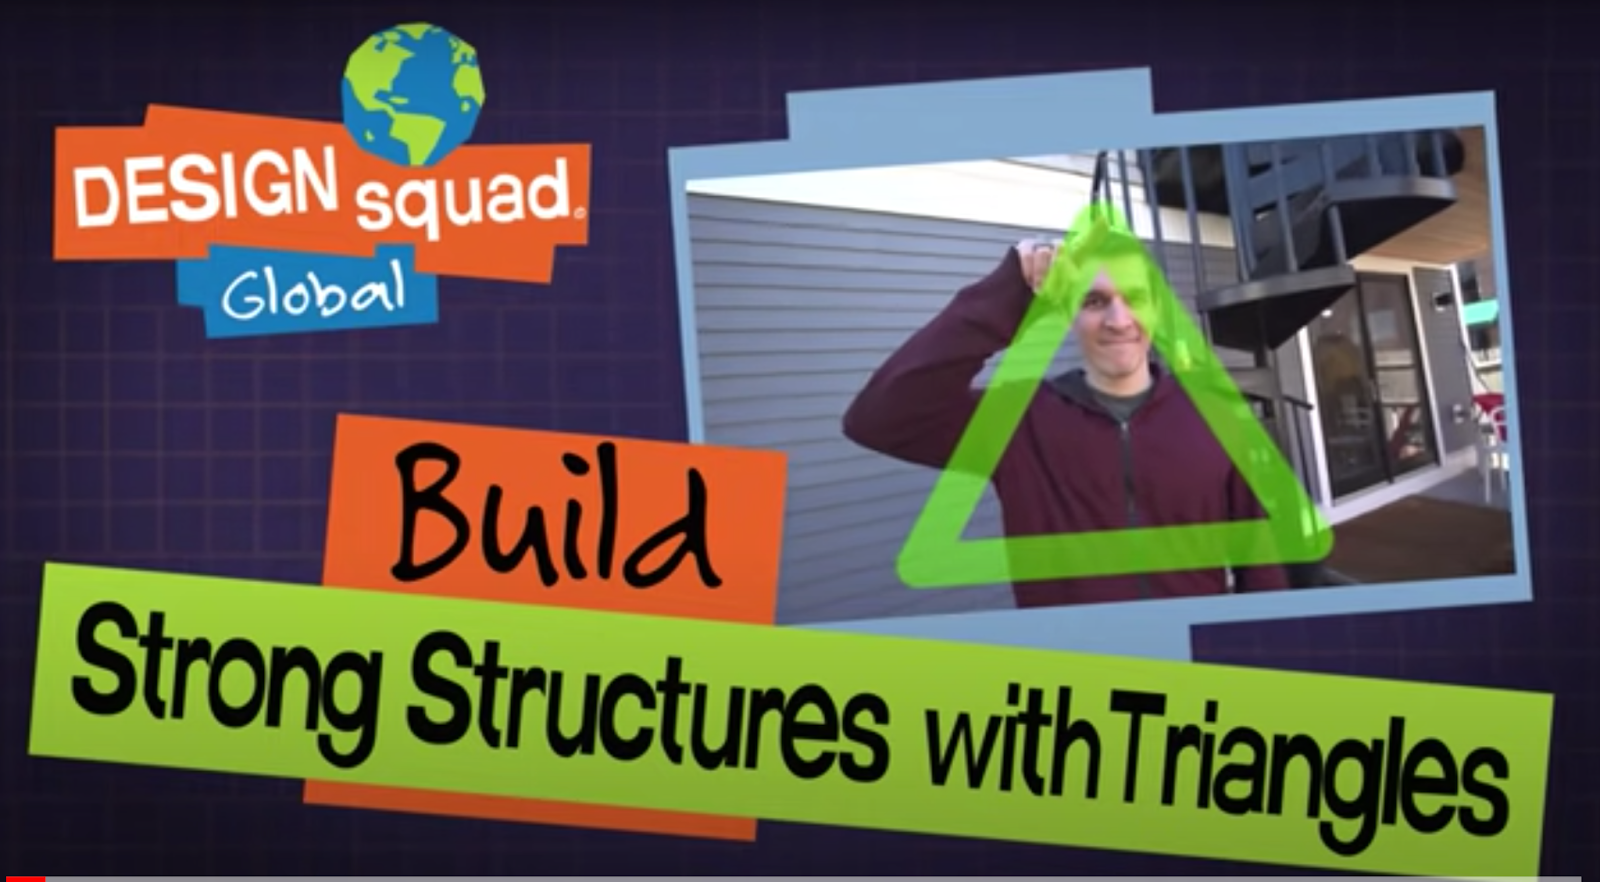 DESIGN squad
Global
Build
Strong Structures with Triangles